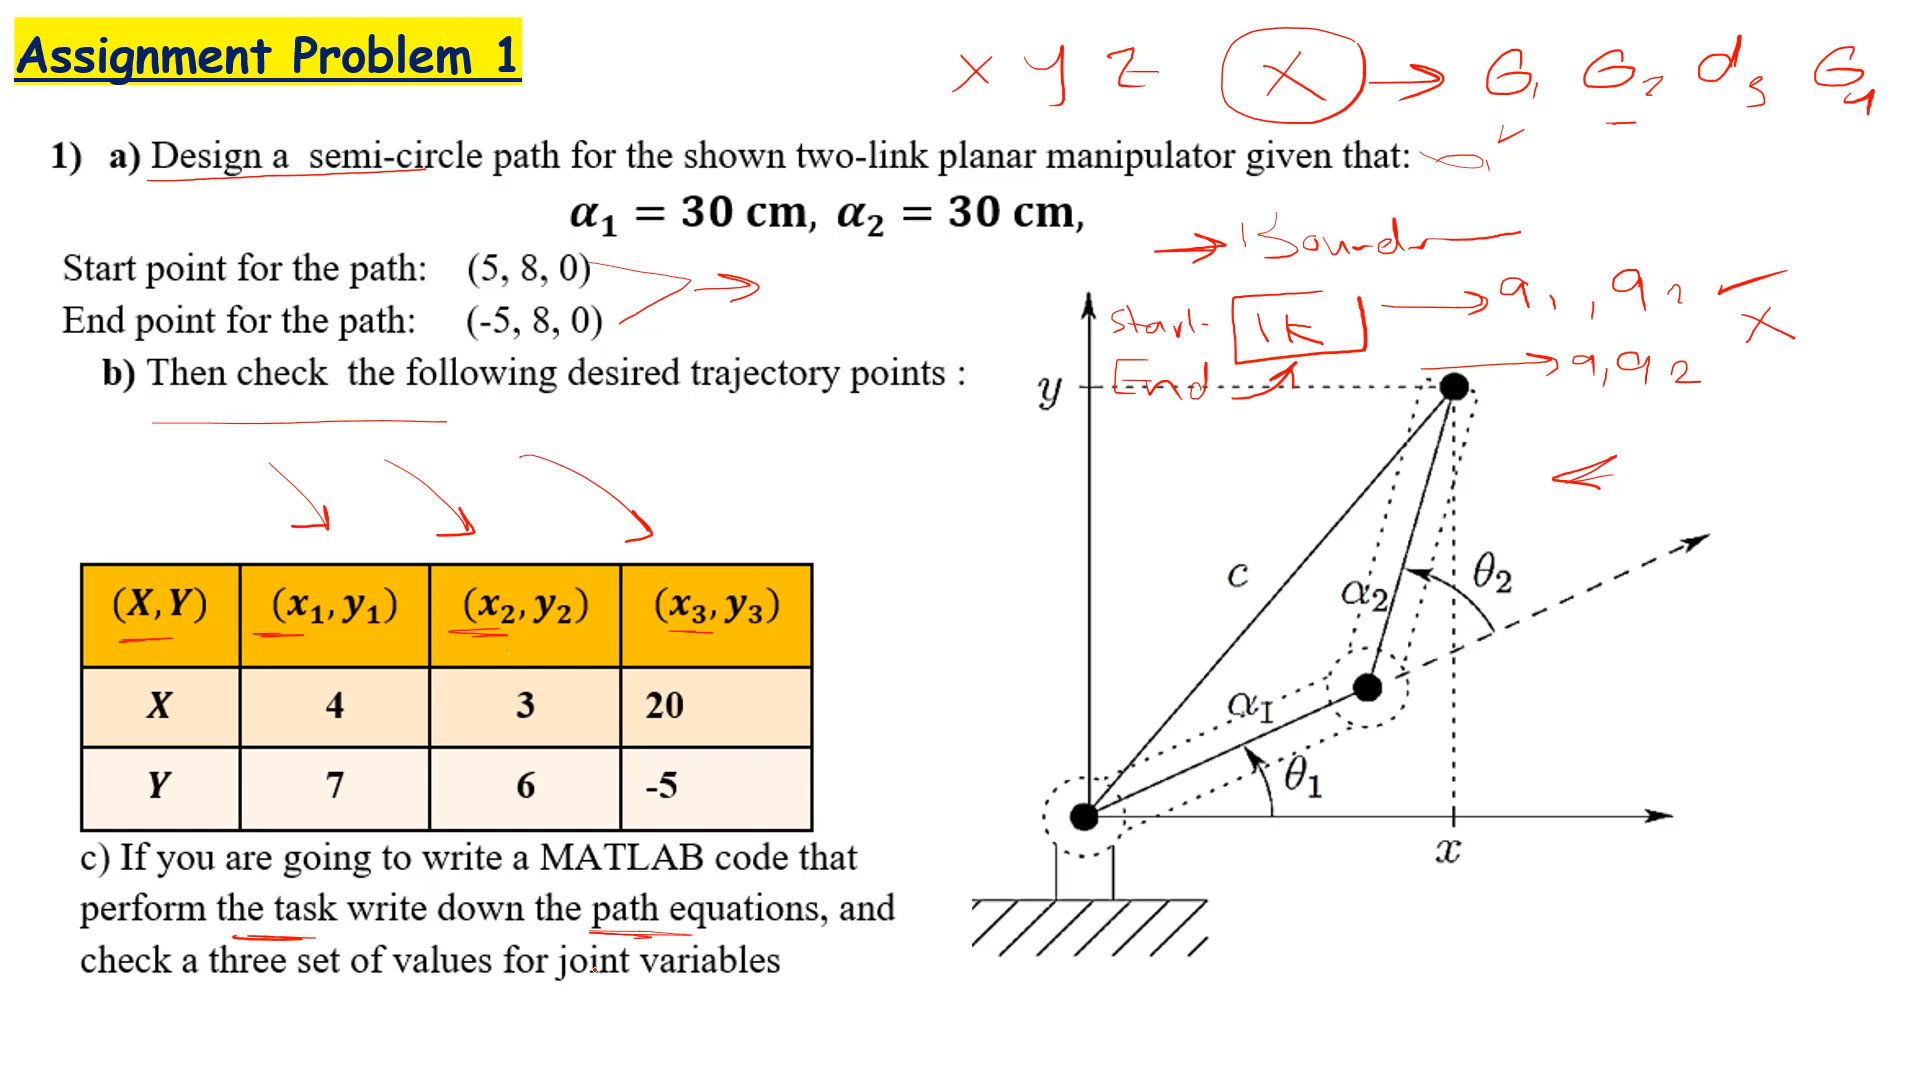 Assignment Problem 1
x y z X → θ₁ θ₂ d₃ θ₄
1) a) Design a semi-circle path for the shown two-link planar manipulator given that:
α₁ = 30 cm, α₂ = 30 cm,
Start point for the path: (5, 8, 0)
End point for the path: (-5, 8, 0)
b) Then check the following desired trajectory points :
Start IK → q₁, q₂
End → q₁ q₂
(X, Y) (x₁, y₁) (x₂, y₂) (x₃, y₃)
X 4 3 20
Y 7 6 -5
c) If you are going to write a MATLAB code that
perform the task write down the path equations, and
check a three set of values for joint variables
y
c
α₂
θ₂
α₁
θ₁
x